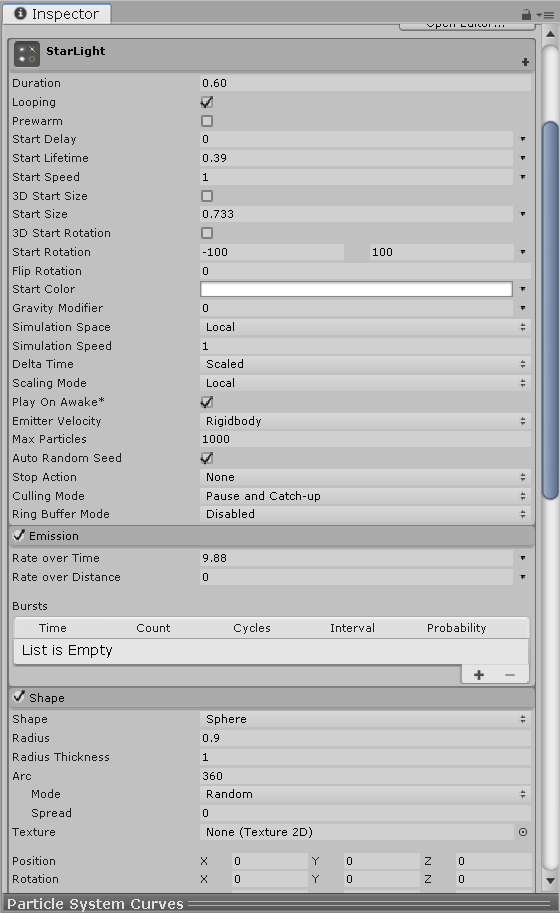 Inspector
Open Editor...
StarLight
Duration 0.60
Looping
Prewarm
Start Delay 0
Start Lifetime 0.39
Start Speed 1
3D Start Size
Start Size 0.733
3D Start Rotation
Start Rotation -100 100
Flip Rotation 0
Start Color
Gravity Modifier 0
Simulation Space Local
Simulation Speed 1
Delta Time Scaled
Scaling Mode Local
Play On Awake*
Emitter Velocity Rigidbody
Max Particles 1000
Auto Random Seed
Stop Action None
Culling Mode Pause and Catch-up
Ring Buffer Mode Disabled
Emission
Rate over Time 9.88
Rate over Distance 0
Bursts
Time Count Cycles Interval Probability
List is Empty
Shape
Shape Sphere
Radius 0.9
Radius Thickness 1
Arc 360
Mode Random
Spread 0
Texture None (Texture 2D)
Position X 0 Y 0 Z 0
Rotation X 0 Y 0 Z 0
Particle System Curves